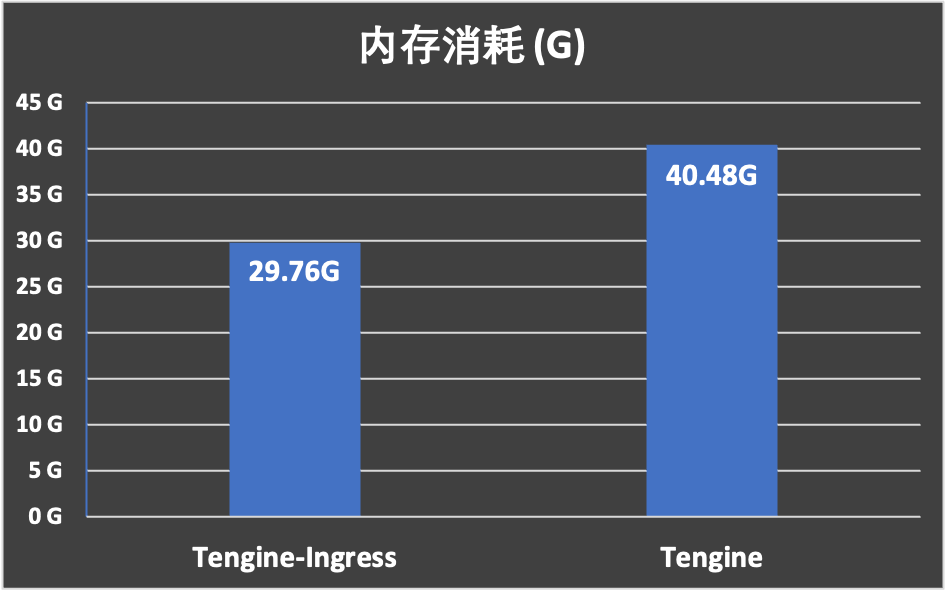 内存消耗 (G)
45 G
40 G
35 G
30 G
25 G
20 G
15 G
10 G
5 G
0 G
40.48G
29.76G
Tengine-Ingress
Tengine